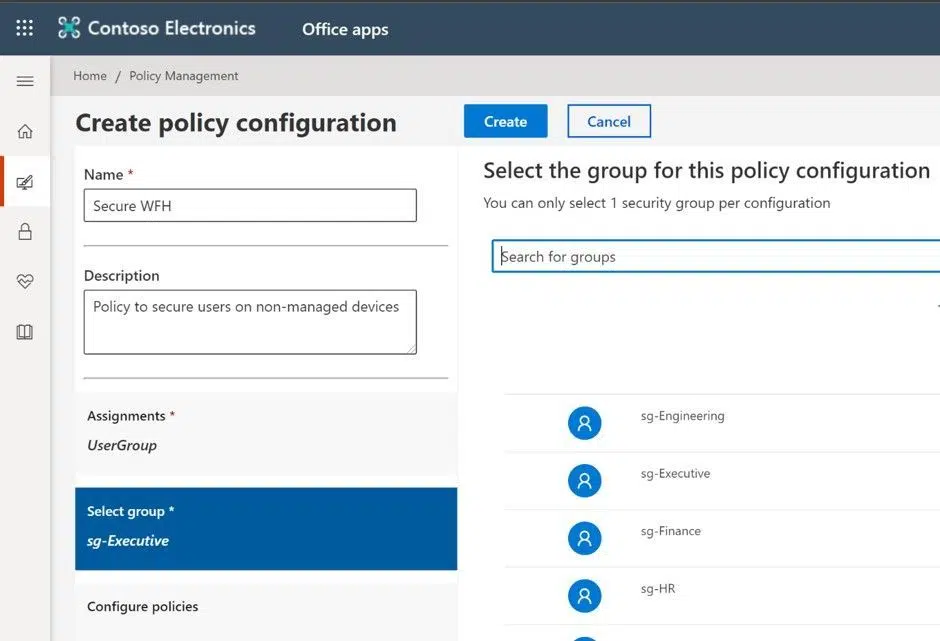 Contoso Electronics
Office apps
Home / Policy Management
Create policy configuration
Create
Cancel
Name *
Secure WFH
Description
Policy to secure users on non-managed devices
Assignments *
UserGroup
Select group *
sg-Executive
Configure policies
Select the group for this policy configuration
You can only select 1 security group per configuration
Search for groups
sg-Engineering
sg-Executive
sg-Finance
sg-HR